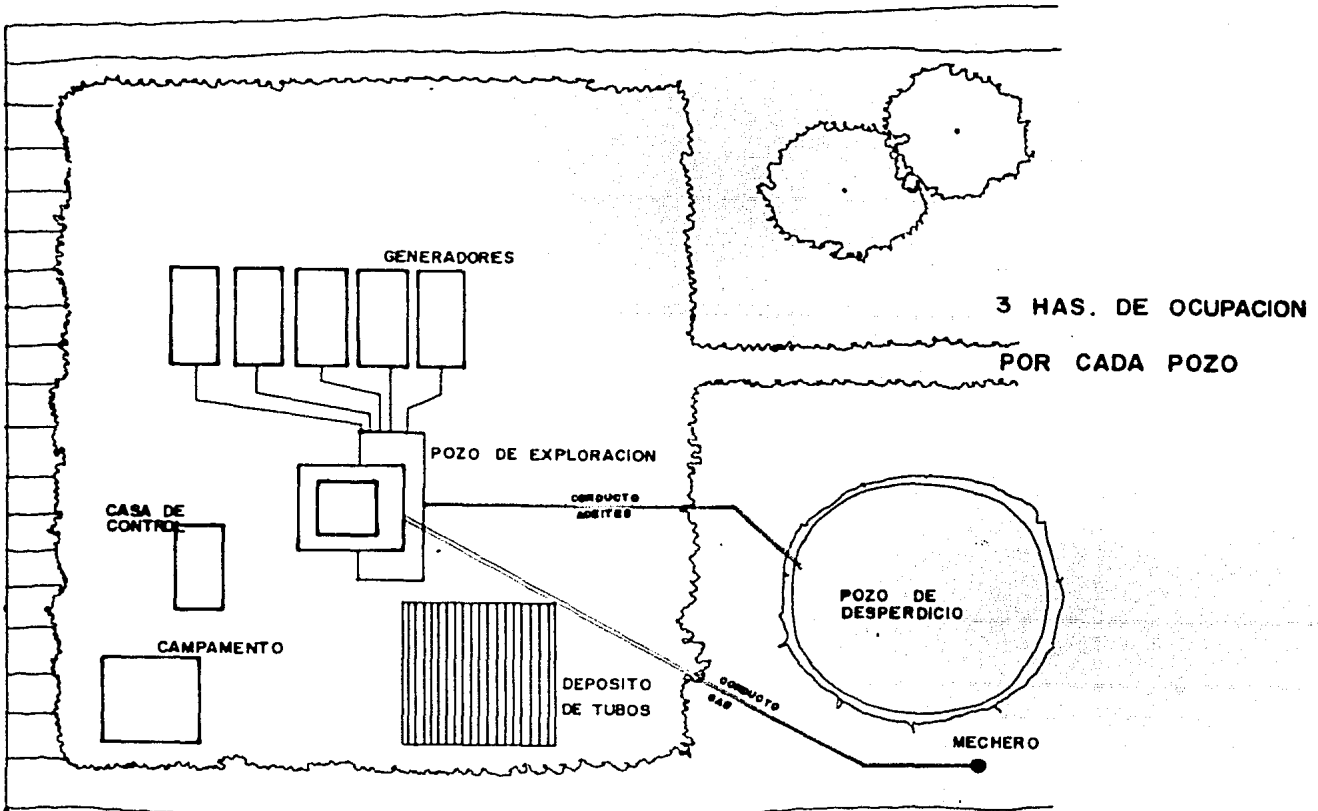 GENERADORES
3 HAS. DE OCUPACION
POR CADA POZO
POZO DE EXPLORACION
CONDUCTO
ACEITES
CASA DE
CONTROL
POZO DE
DESPERDICIO
CAMPAMENTO
DEPOSITO
DE TUBOS
CONDUCTO
GAS
MECHERO